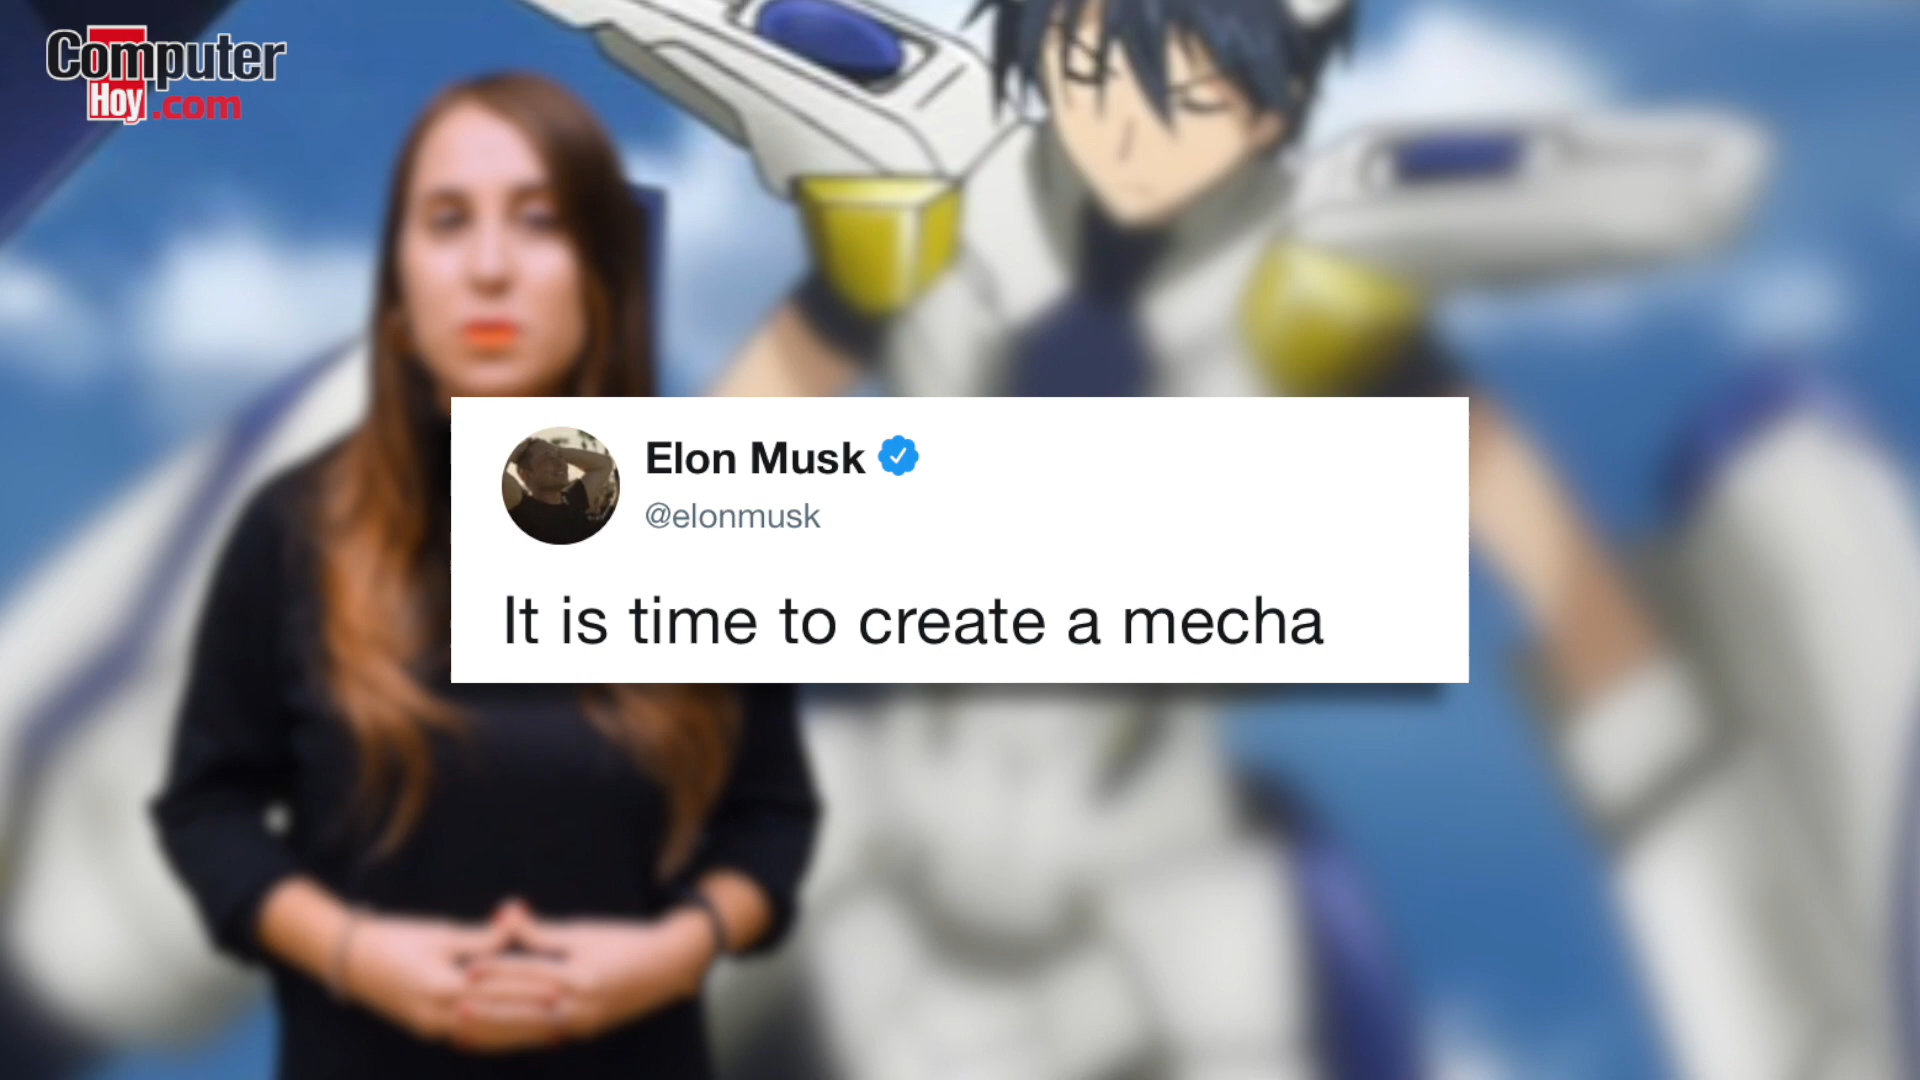 Computer
Hoy.com
Elon Musk
@elonmusk
It is time to create a mecha